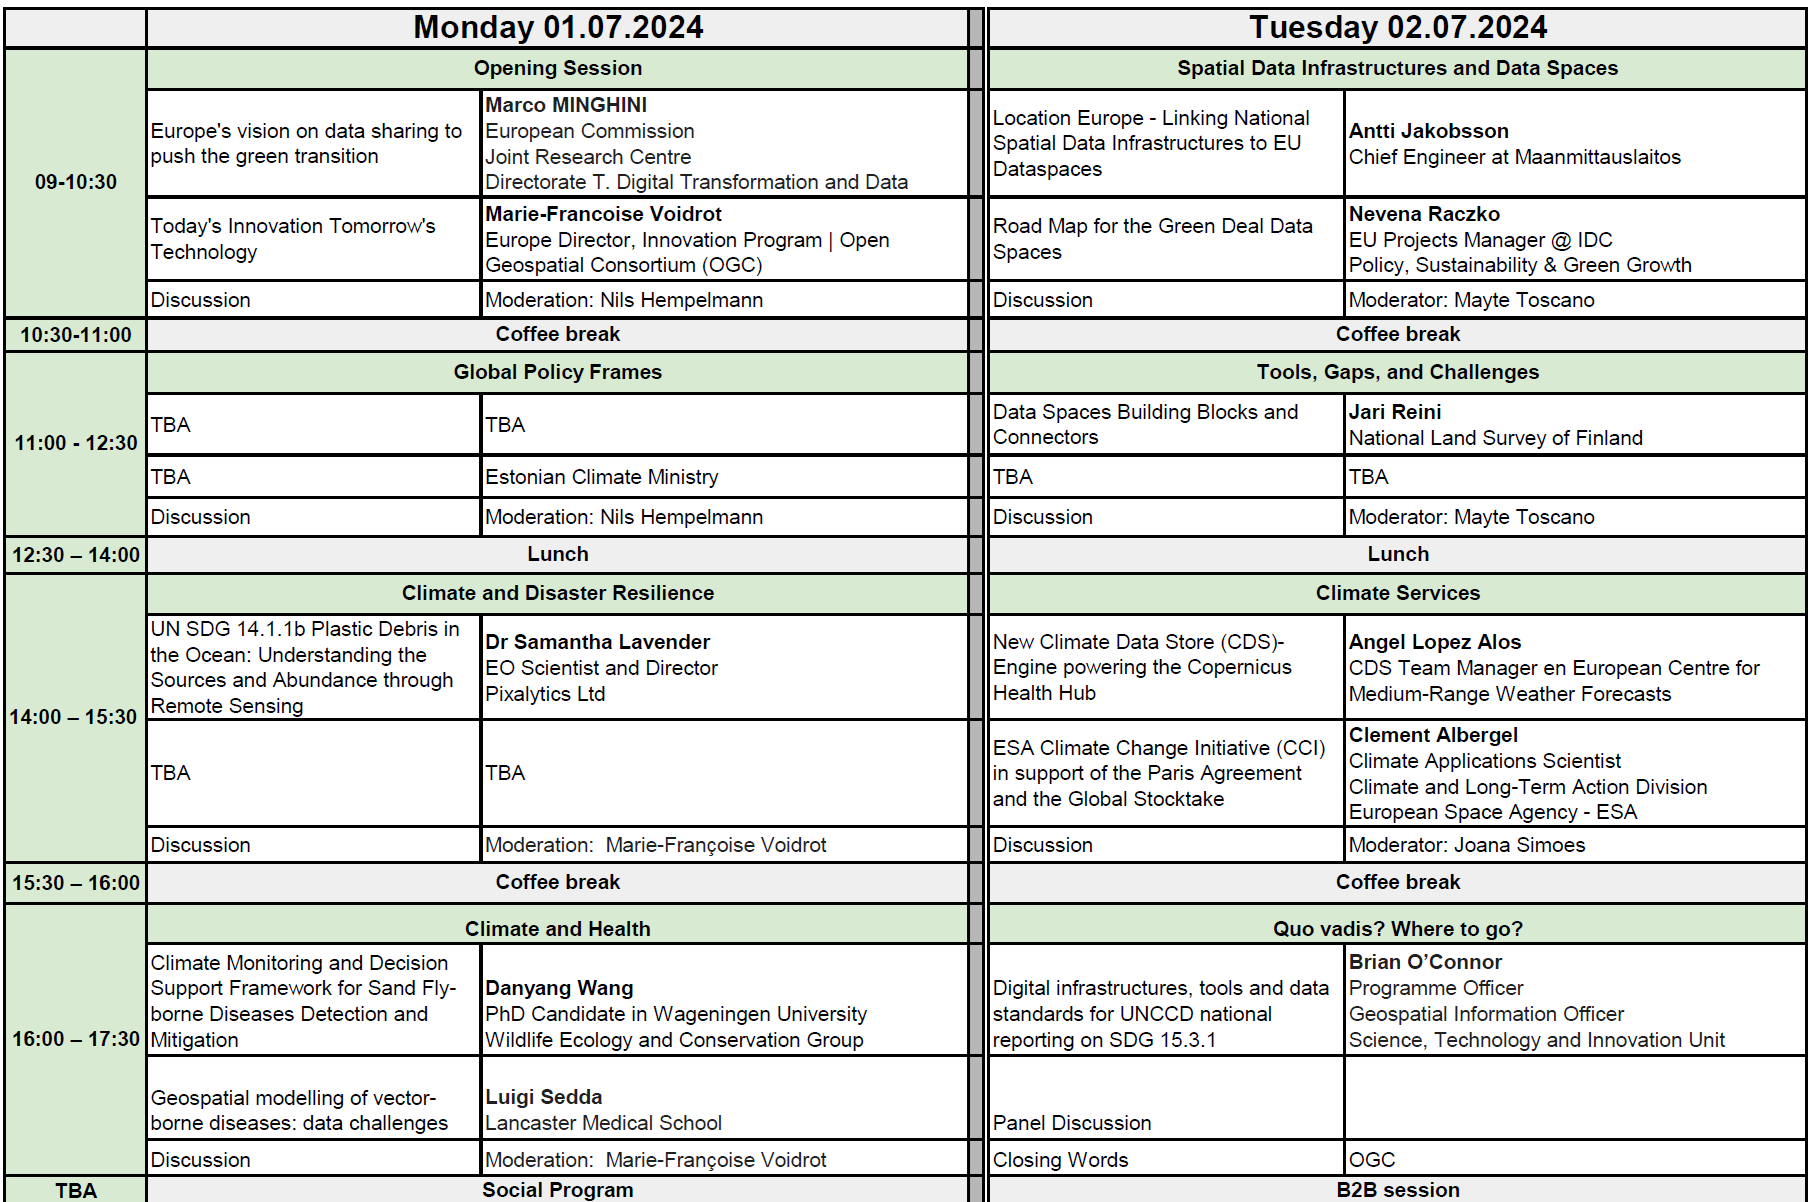 Monday 01.07.2024
Tuesday 02.07.2024
09-10:30
Opening Session
Europe's vision on data sharing to
push the green transition
Marco MINGHINI
European Commission
Joint Research Centre
Directorate T. Digital Transformation and Data
Today's Innovation Tomorrow's
Technology
Marie-Francoise Voidrot
Europe Director, Innovation Program | Open
Geospatial Consortium (OGC)
Discussion
Moderation: Nils Hempelmann
Spatial Data Infrastructures and Data Spaces
Location Europe - Linking National
Spatial Data Infrastructures to EU
Dataspaces
Antti Jakobsson
Chief Engineer at Maanmittauslaitos
Road Map for the Green Deal Data
Spaces
Nevena Raczko
EU Projects Manager @ IDC
Policy, Sustainability & Green Growth
Discussion
Moderator: Mayte Toscano
10:30-11:00
Coffee break
Coffee break
11:00 - 12:30
Global Policy Frames
TBA
TBA
TBA
Estonian Climate Ministry
Discussion
Moderation: Nils Hempelmann
Tools, Gaps, and Challenges
Data Spaces Building Blocks and
Connectors
Jari Reini
National Land Survey of Finland
TBA
TBA
Discussion
Moderator: Mayte Toscano
12:30 – 14:00
Lunch
Lunch
14:00 – 15:30
Climate and Disaster Resilience
UN SDG 14.1.1b Plastic Debris in
the Ocean: Understanding the
Sources and Abundance through
Remote Sensing
Dr Samantha Lavender
EO Scientist and Director
Pixalytics Ltd
TBA
TBA
Discussion
Moderation:  Marie-Françoise Voidrot
Climate Services
New Climate Data Store (CDS)-
Engine powering the Copernicus
Health Hub
Angel Lopez Alos
CDS Team Manager en European Centre for
Medium-Range Weather Forecasts
ESA Climate Change Initiative (CCI)
in support of the Paris Agreement
and the Global Stocktake
Clement Albergel
Climate Applications Scientist
Climate and Long-Term Action Division
European Space Agency - ESA
Discussion
Moderator: Joana Simoes
15:30 – 16:00
Coffee break
Coffee break
16:00 – 17:30
Climate and Health
Climate Monitoring and Decision
Support Framework for Sand Fly-
borne Diseases Detection and
Mitigation
Danyang Wang
PhD Candidate in Wageningen University
Wildlife Ecology and Conservation Group
Geospatial modelling of vector-
borne diseases: data challenges
Luigi Sedda
Lancaster Medical School
Discussion
Moderation:  Marie-Françoise Voidrot
Quo vadis? Where to go?
Digital infrastructures, tools and data
standards for UNCCD national
reporting on SDG 15.3.1
Brian O’Connor
Programme Officer
Geospatial Information Officer
Science, Technology and Innovation Unit
Panel Discussion
Closing Words
OGC
TBA
Social Program
B2B session